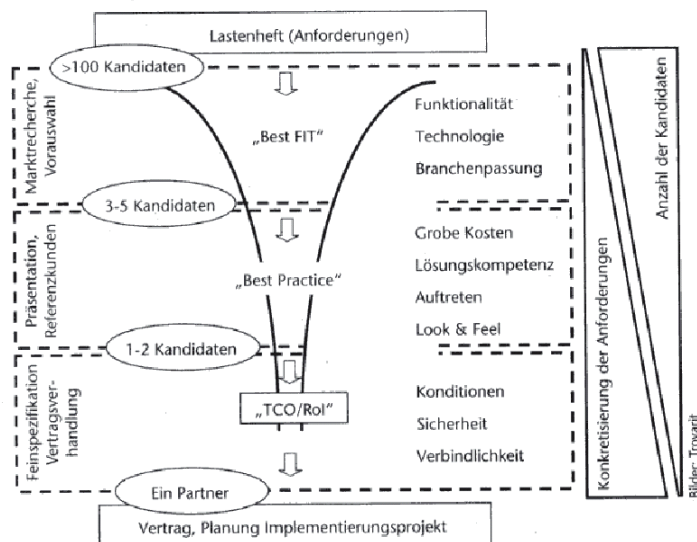 Lastenheft (Anforderungen)
>100 Kandidaten
Marktrecherche,
Vorauswahl
„Best FIT“
Funktionalität
Technologie
Branchenpassung
3-5 Kandidaten
Präsentation,
Referenzkunden
„Best Practice“
Grobe Kosten
Lösungskompetenz
Auftreten
Look & Feel
1-2 Kandidaten
Feinspezifikation
Vertragsver-
handlung
„TCO/RoI“
Konditionen
Sicherheit
Verbindlichkeit
Ein Partner
Vertrag, Planung Implementierungsprojekt
Konkretisierung der Anforderungen
Anzahl der Kandidaten
Bilder: Trovarit